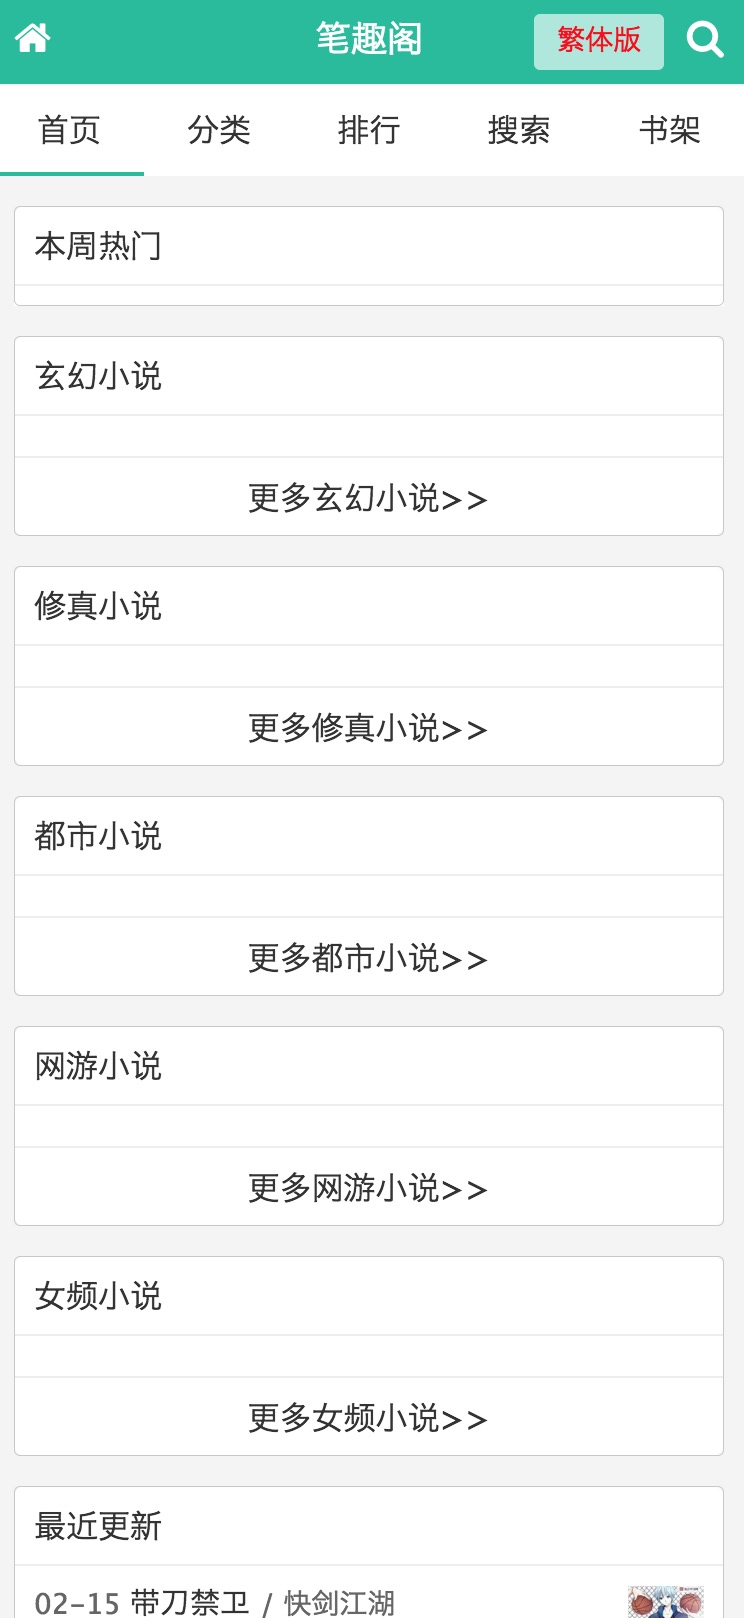 笔趣阁 繁体版
首页 分类 排行 搜索 书架
本周热门
玄幻小说
更多玄幻小说>>
修真小说
更多修真小说>>
都市小说
更多都市小说>>
网游小说
更多网游小说>>
女频小说
更多女频小说>>
最近更新
02-15 带刀禁卫 / 快剑江湖